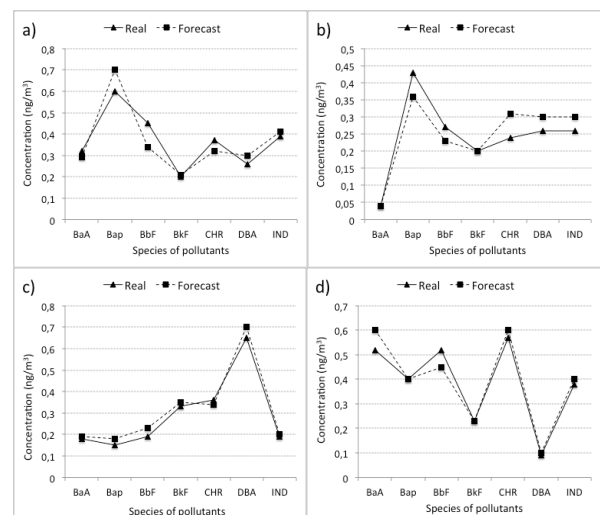 a)
Real Forecast
Concentration (ng/m³)
0,8
0,7
0,6
0,5
0,4
0,3
0,2
0,1
0
BaA Bap BbF BkF CHR DBA IND
Species of pollutants
b)
Real Forecast
Concentration (ng/m³)
0,5
0,45
0,4
0,35
0,3
0,25
0,2
0,15
0,1
0,05
0
BaA Bap BbF BkF CHR DBA IND
Species of pollutants
c)
Real Forecast
Concentration (ng/m³)
0,8
0,7
0,6
0,5
0,4
0,3
0,2
0,1
0
BaA Bap BbF BkF CHR DBA IND
Species of pollutants
d)
Real Forecast
Concentration (ng/m³)
0,7
0,6
0,5
0,4
0,3
0,2
0,1
0
BaA Bap BbF BkF CHR DBA IND
Species of pollutants